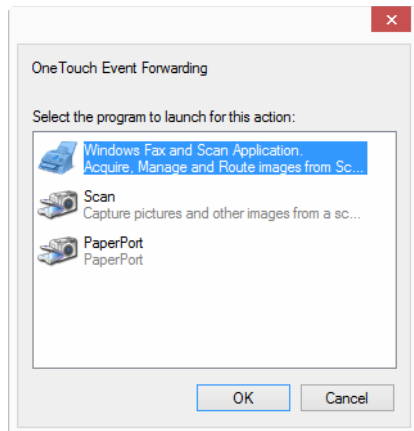 OneTouch Event Forwarding
Select the program to launch for this action:
Windows Fax and Scan Application.
Acquire, Manage and Route images from Sc...
Scan
Capture pictures and other images from a sc...
PaperPort
PaperPort
OK
Cancel